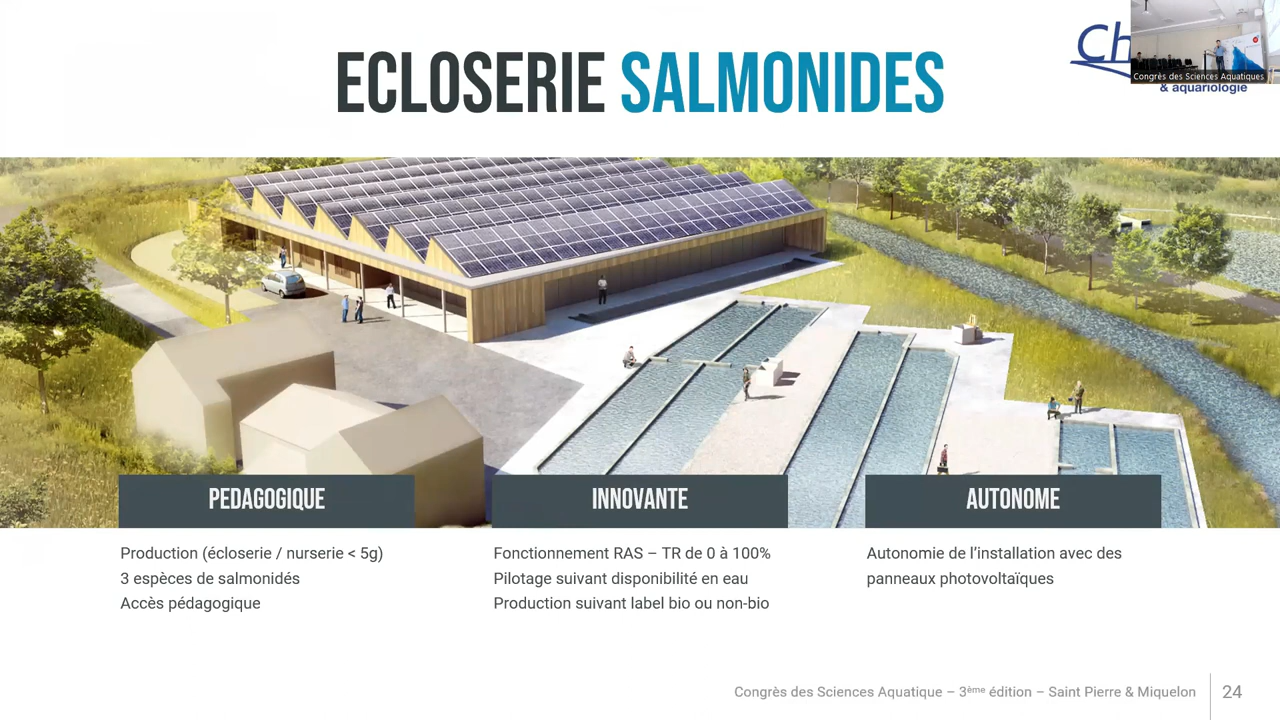 ECLOSERIE SALMONIDES
Ch
Congrès des Sciences Aquatiques
& aquariologie
PEDAGOGIQUE
Production (écloserie / nurserie < 5g)
3 espèces de salmonidés
Accès pédagogique
INNOVANTE
Fonctionnement RAS – TR de 0 à 100%
Pilotage suivant disponibilité en eau
Production suivant label bio ou non-bio
AUTONOME
Autonomie de l’installation avec des
panneaux photovoltaïques
Congrès des Sciences Aquatique – 3ème édition – Saint Pierre & Miquelon
24